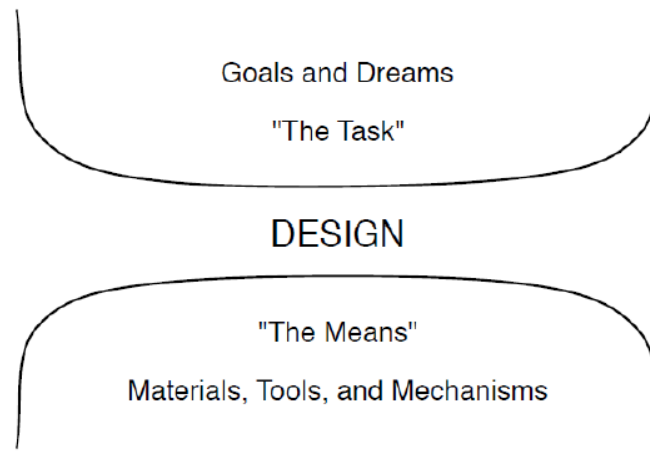 Goals and Dreams
"The Task"
DESIGN
"The Means"
Materials, Tools, and Mechanisms